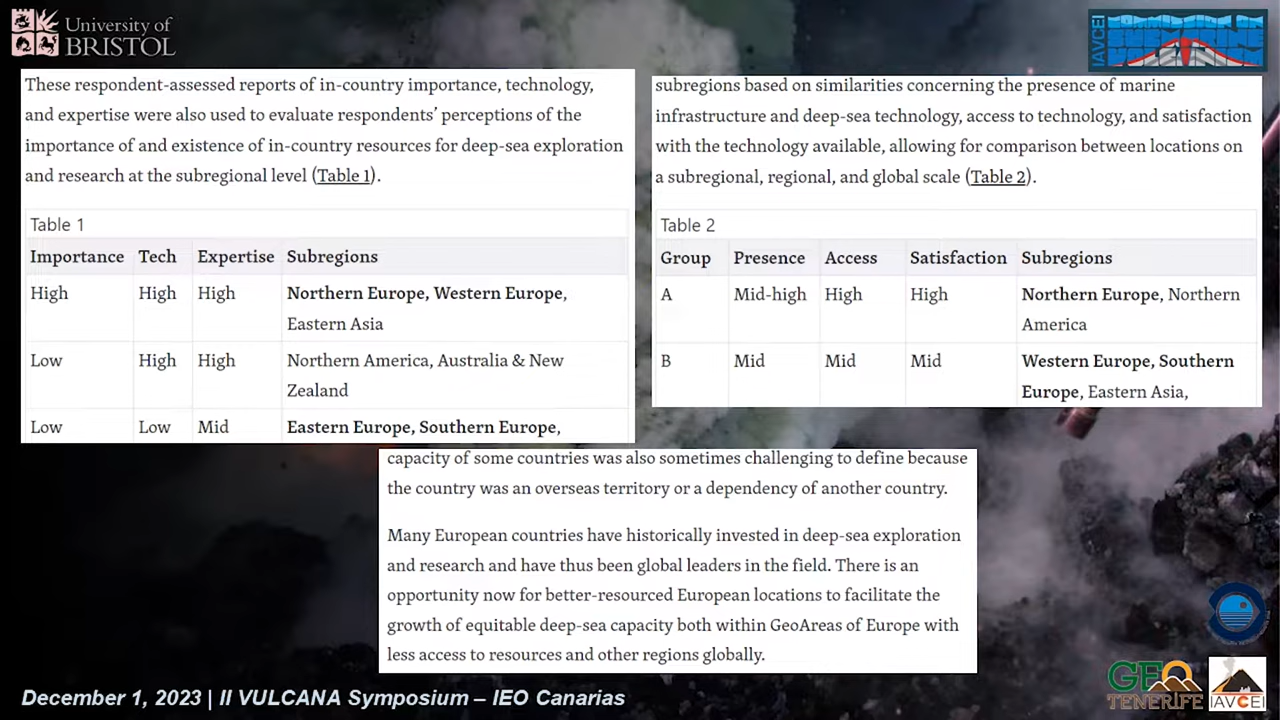 University of
BRISTOL
IAVCEI
COMMISSION ON
SUBMARINE
These respondent-assessed reports of in-country importance, technology,
and expertise were also used to evaluate respondents’ perceptions of the
importance of and existence of in-country resources for deep-sea exploration
and research at the subregional level (Table 1).
Table 1
Importance Tech Expertise Subregions
High High High Northern Europe, Western Europe,
Eastern Asia
Low High High Northern America, Australia & New
Zealand
Low Low Mid Eastern Europe, Southern Europe,
subregions based on similarities concerning the presence of marine
infrastructure and deep-sea technology, access to technology, and satisfaction
with the technology available, allowing for comparison between locations on
a subregional, regional, and global scale (Table 2).
Table 2
Group Presence Access Satisfaction Subregions
A Mid-high High High Northern Europe, Northern
America
B Mid Mid Mid Western Europe, Southern
Europe, Eastern Asia,
capacity of some countries was also sometimes challenging to define because
the country was an overseas territory or a dependency of another country.
Many European countries have historically invested in deep-sea exploration
and research and have thus been global leaders in the field. There is an
opportunity now for better-resourced European locations to facilitate the
growth of equitable deep-sea capacity both within GeoAreas of Europe with
less access to resources and other regions globally.
December 1, 2023 | II VULCANA Symposium – IEO Canarias
GEO
TENERIFE
IAVCEI